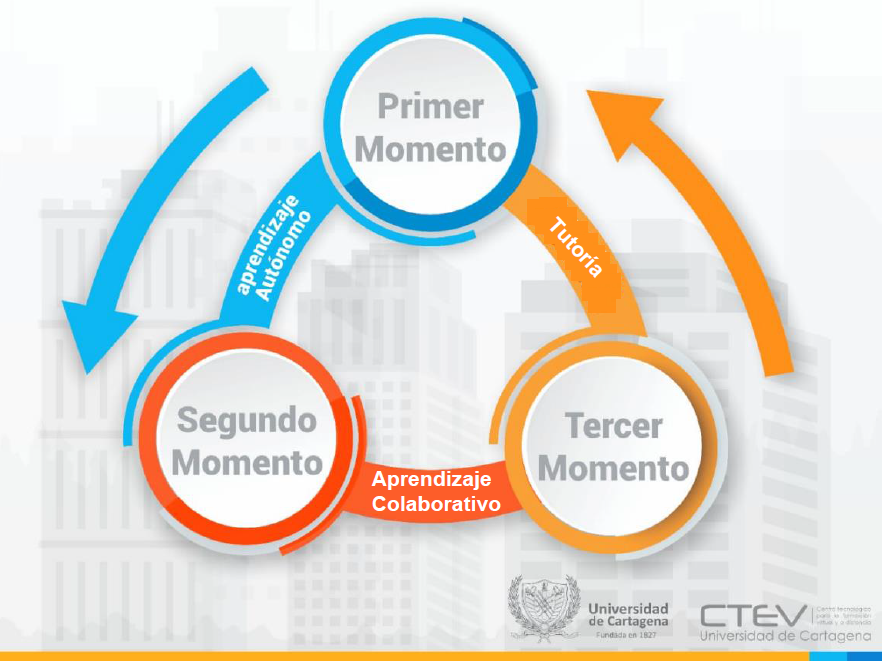 Primer
Momento
aprendizaje
Autónomo
Tutoría
Segundo
Momento
Tercer
Momento
Aprendizaje
Colaborativo
Universidad
de Cartagena
Fundada en 1827
CTEV
Centro tecnológico
para la formación
virtual y a distancia
Universidad de Cartagena